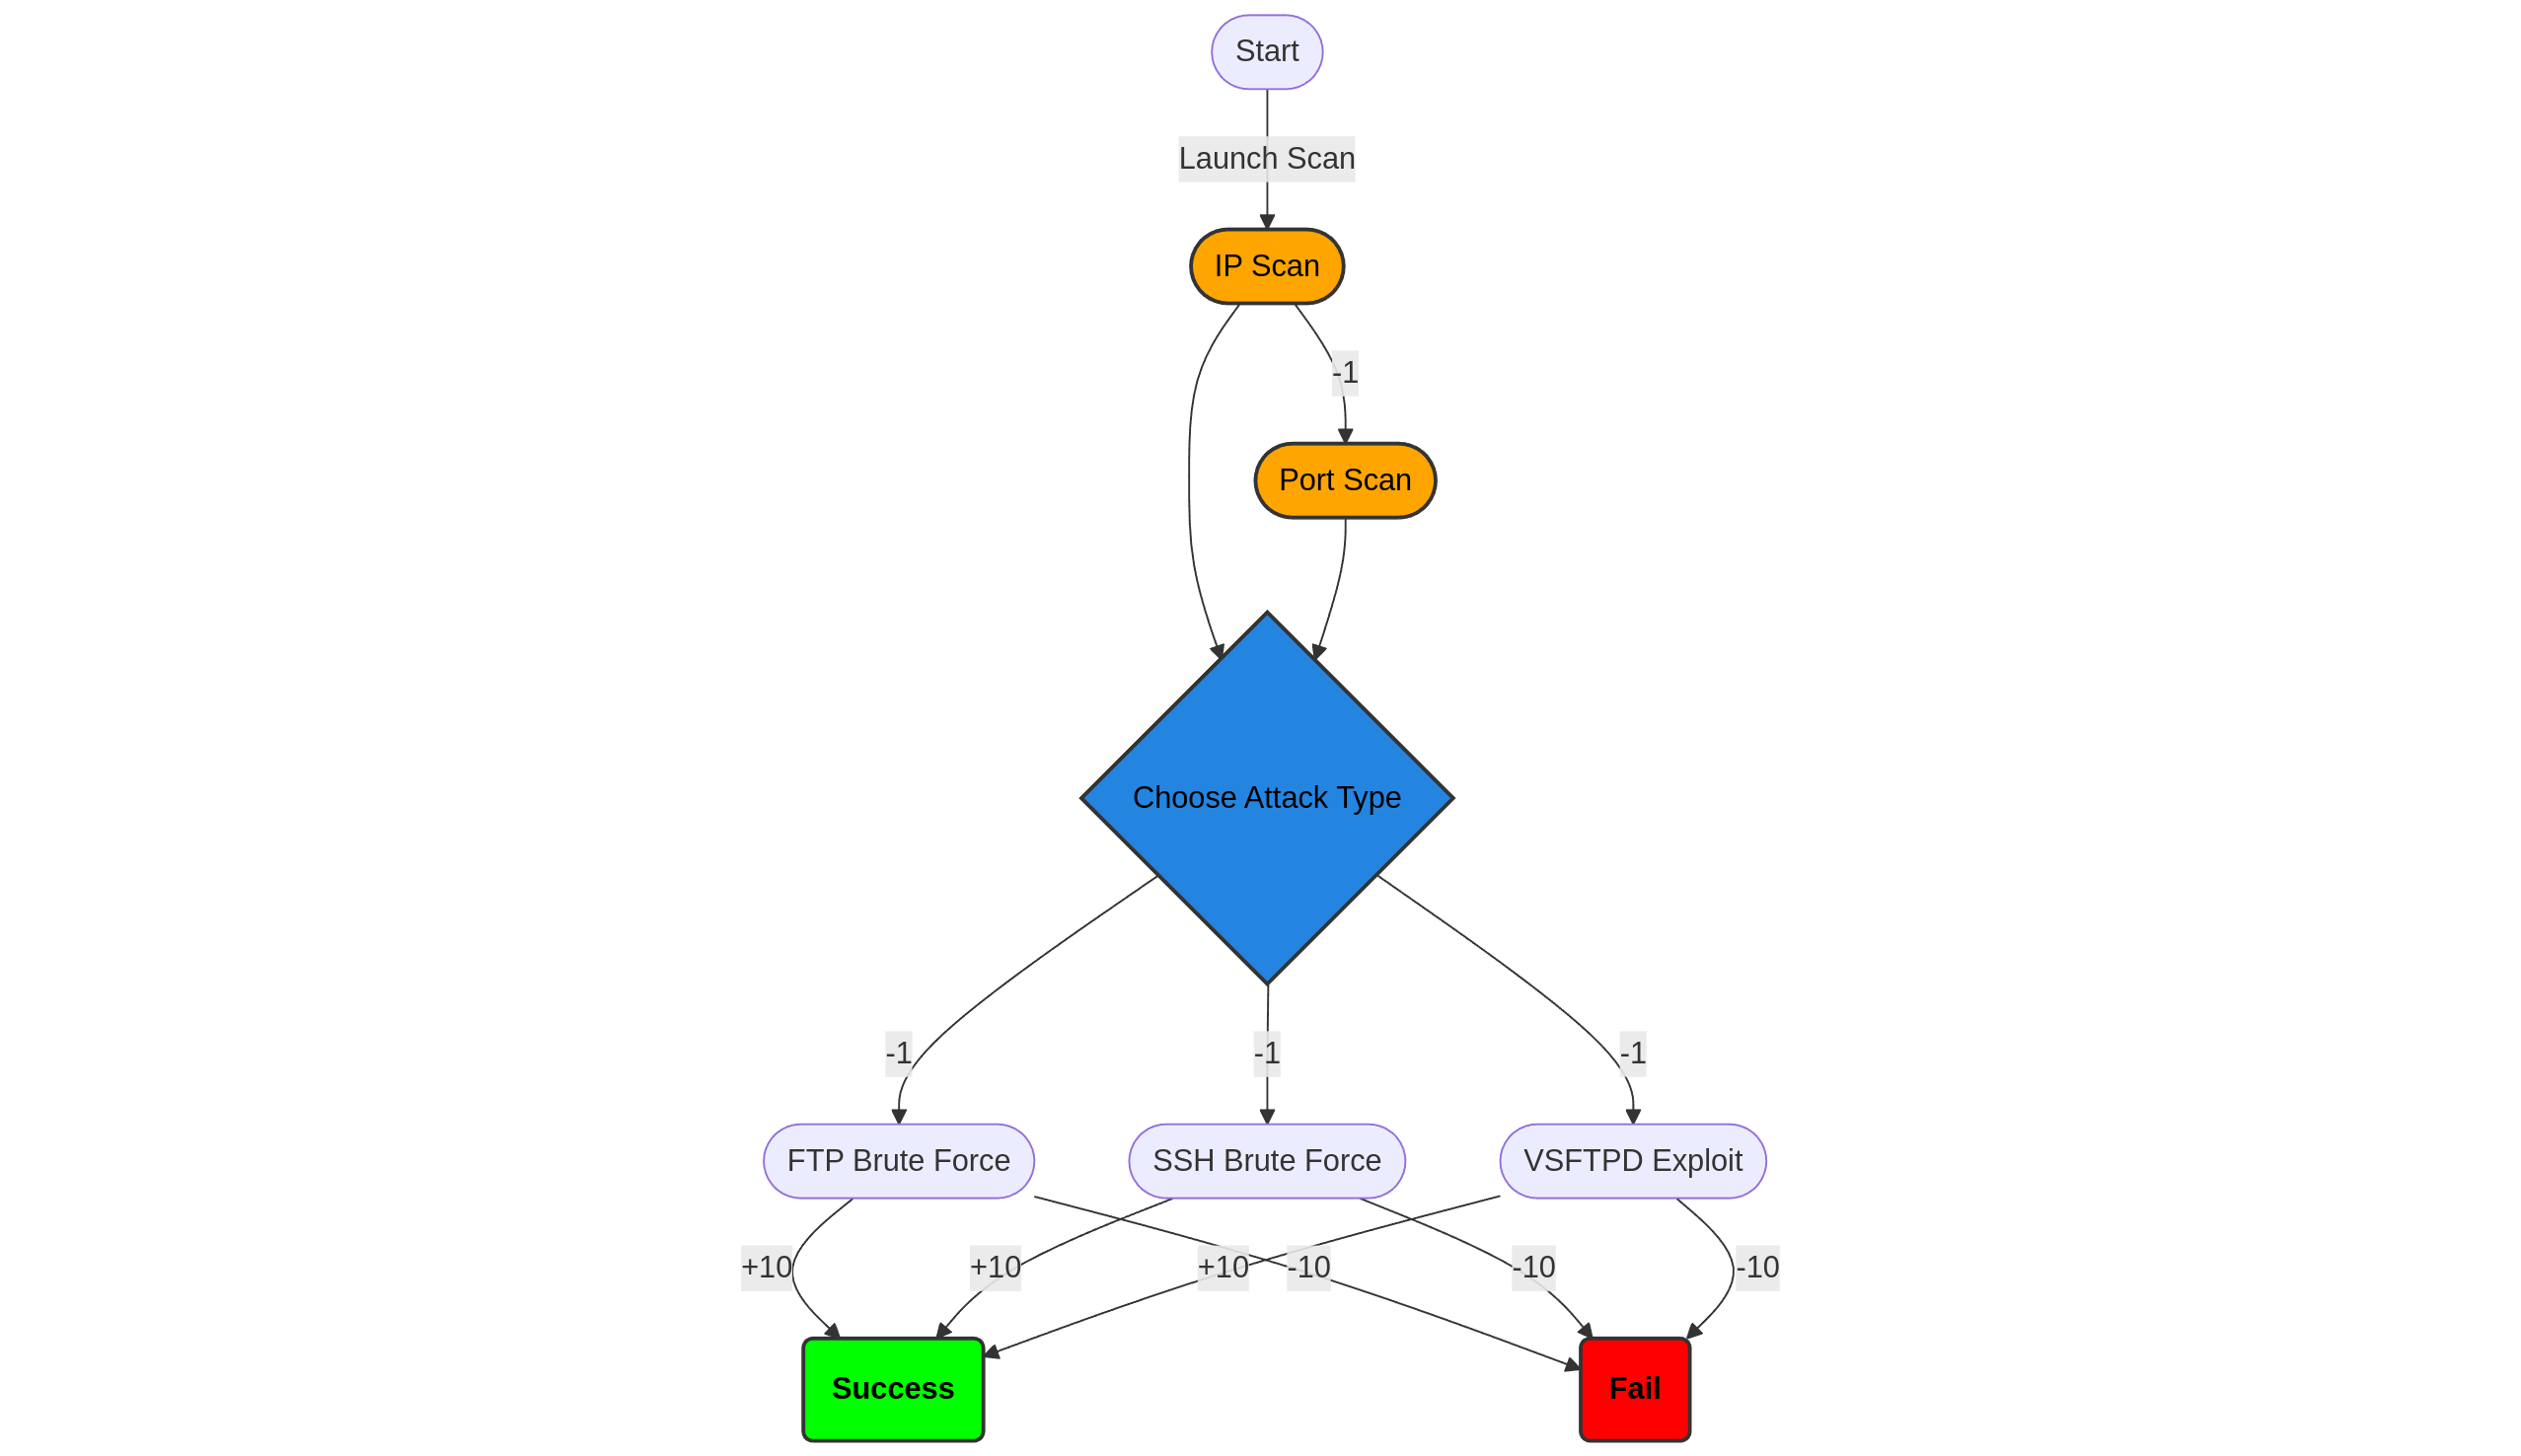 Start
Launch Scan
IP Scan
-1
Port Scan
Choose Attack Type
-1
-1
-1
FTP Brute Force
SSH Brute Force
VSFTPD Exploit
+10
+10
+10
-10
-10
-10
Success
Fail